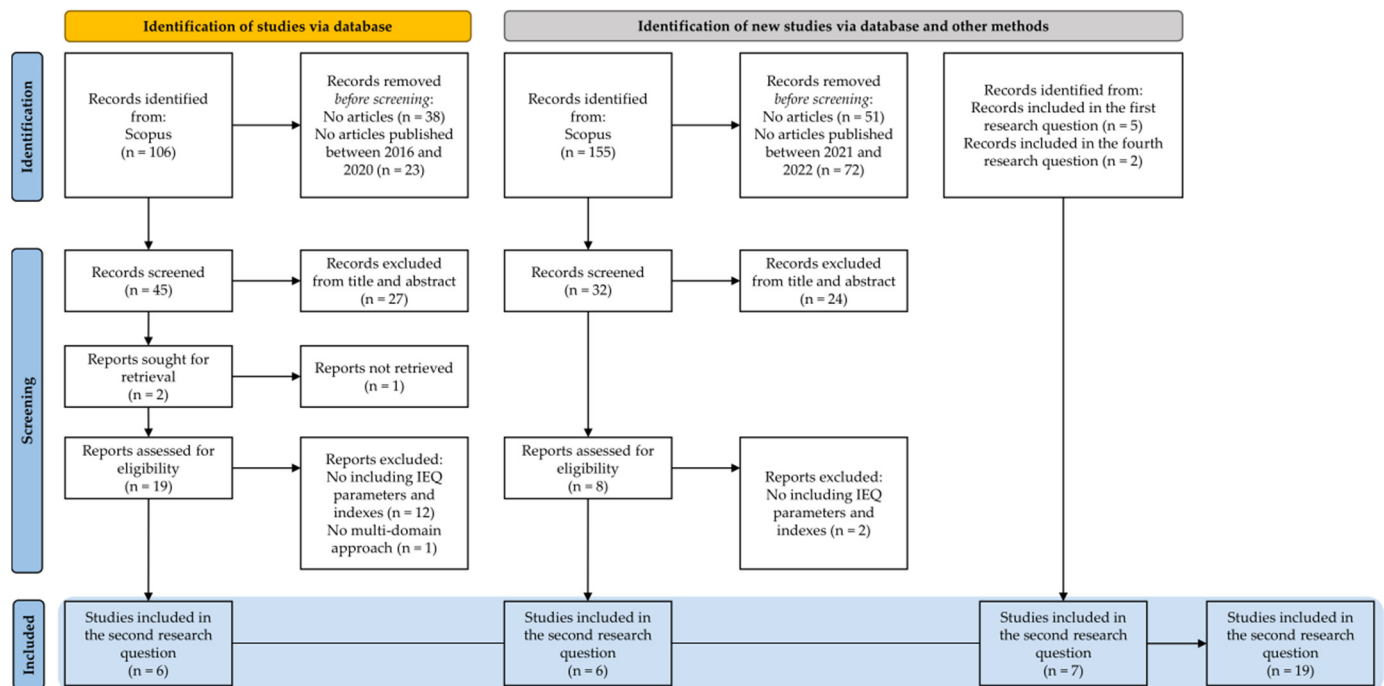 Identification of studies via database
Identification of new studies via database and other methods
Identification
Records identified
from:
Scopus
(n = 106)
Records removed
before screening:
No articles (n = 38)
No articles published
between 2016 and
2020 (n = 23)
Records identified
from:
Scopus
(n = 155)
Records removed
before screening:
No articles (n = 51)
No articles published
between 2021 and
2022 (n = 72)
Records identified from:
Records included in the first
research question (n = 5)
Records included in the fourth
research question (n = 2)
Screening
Records screened
(n = 45)
Records excluded
from title and abstract
(n = 27)
Records screened
(n = 32)
Records excluded
from title and abstract
(n = 24)
Reports sought for
retrieval
(n = 2)
Reports not retrieved
(n = 1)
Reports assessed for
eligibility
(n = 19)
Reports excluded:
No including IEQ
parameters and
indexes (n = 12)
No multi-domain
approach (n = 1)
Reports assessed for
eligibility
(n = 8)
Reports excluded:
No including IEQ
parameters and
indexes (n = 2)
Included
Studies included in
the second research
question
(n = 6)
Studies included in
the second research
question
(n = 6)
Studies included in
the second research
question
(n = 7)
Studies included in
the second research
question
(n = 19)